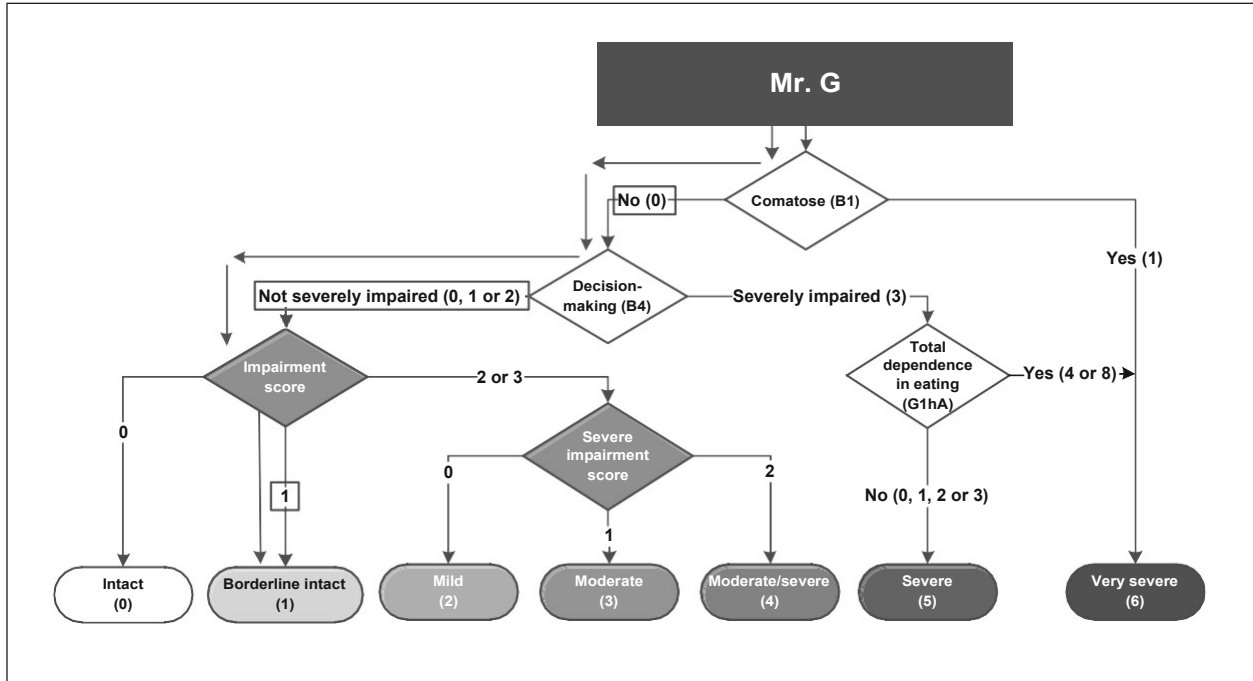 Mr. G
Comatose (B1)
No (0)
Yes (1)
Decision-
making (B4)
Not severely impaired (0, 1 or 2)
Severely impaired (3)
Impairment
score
Total
dependence
in eating
(G1hA)
2 or 3
Yes (4 or 8)
0
Severe
impairment
score
0
2
1
No (0, 1, 2 or 3)
1
Intact
(0)
Borderline intact
(1)
Mild
(2)
Moderate
(3)
Moderate/severe
(4)
Severe
(5)
Very severe
(6)